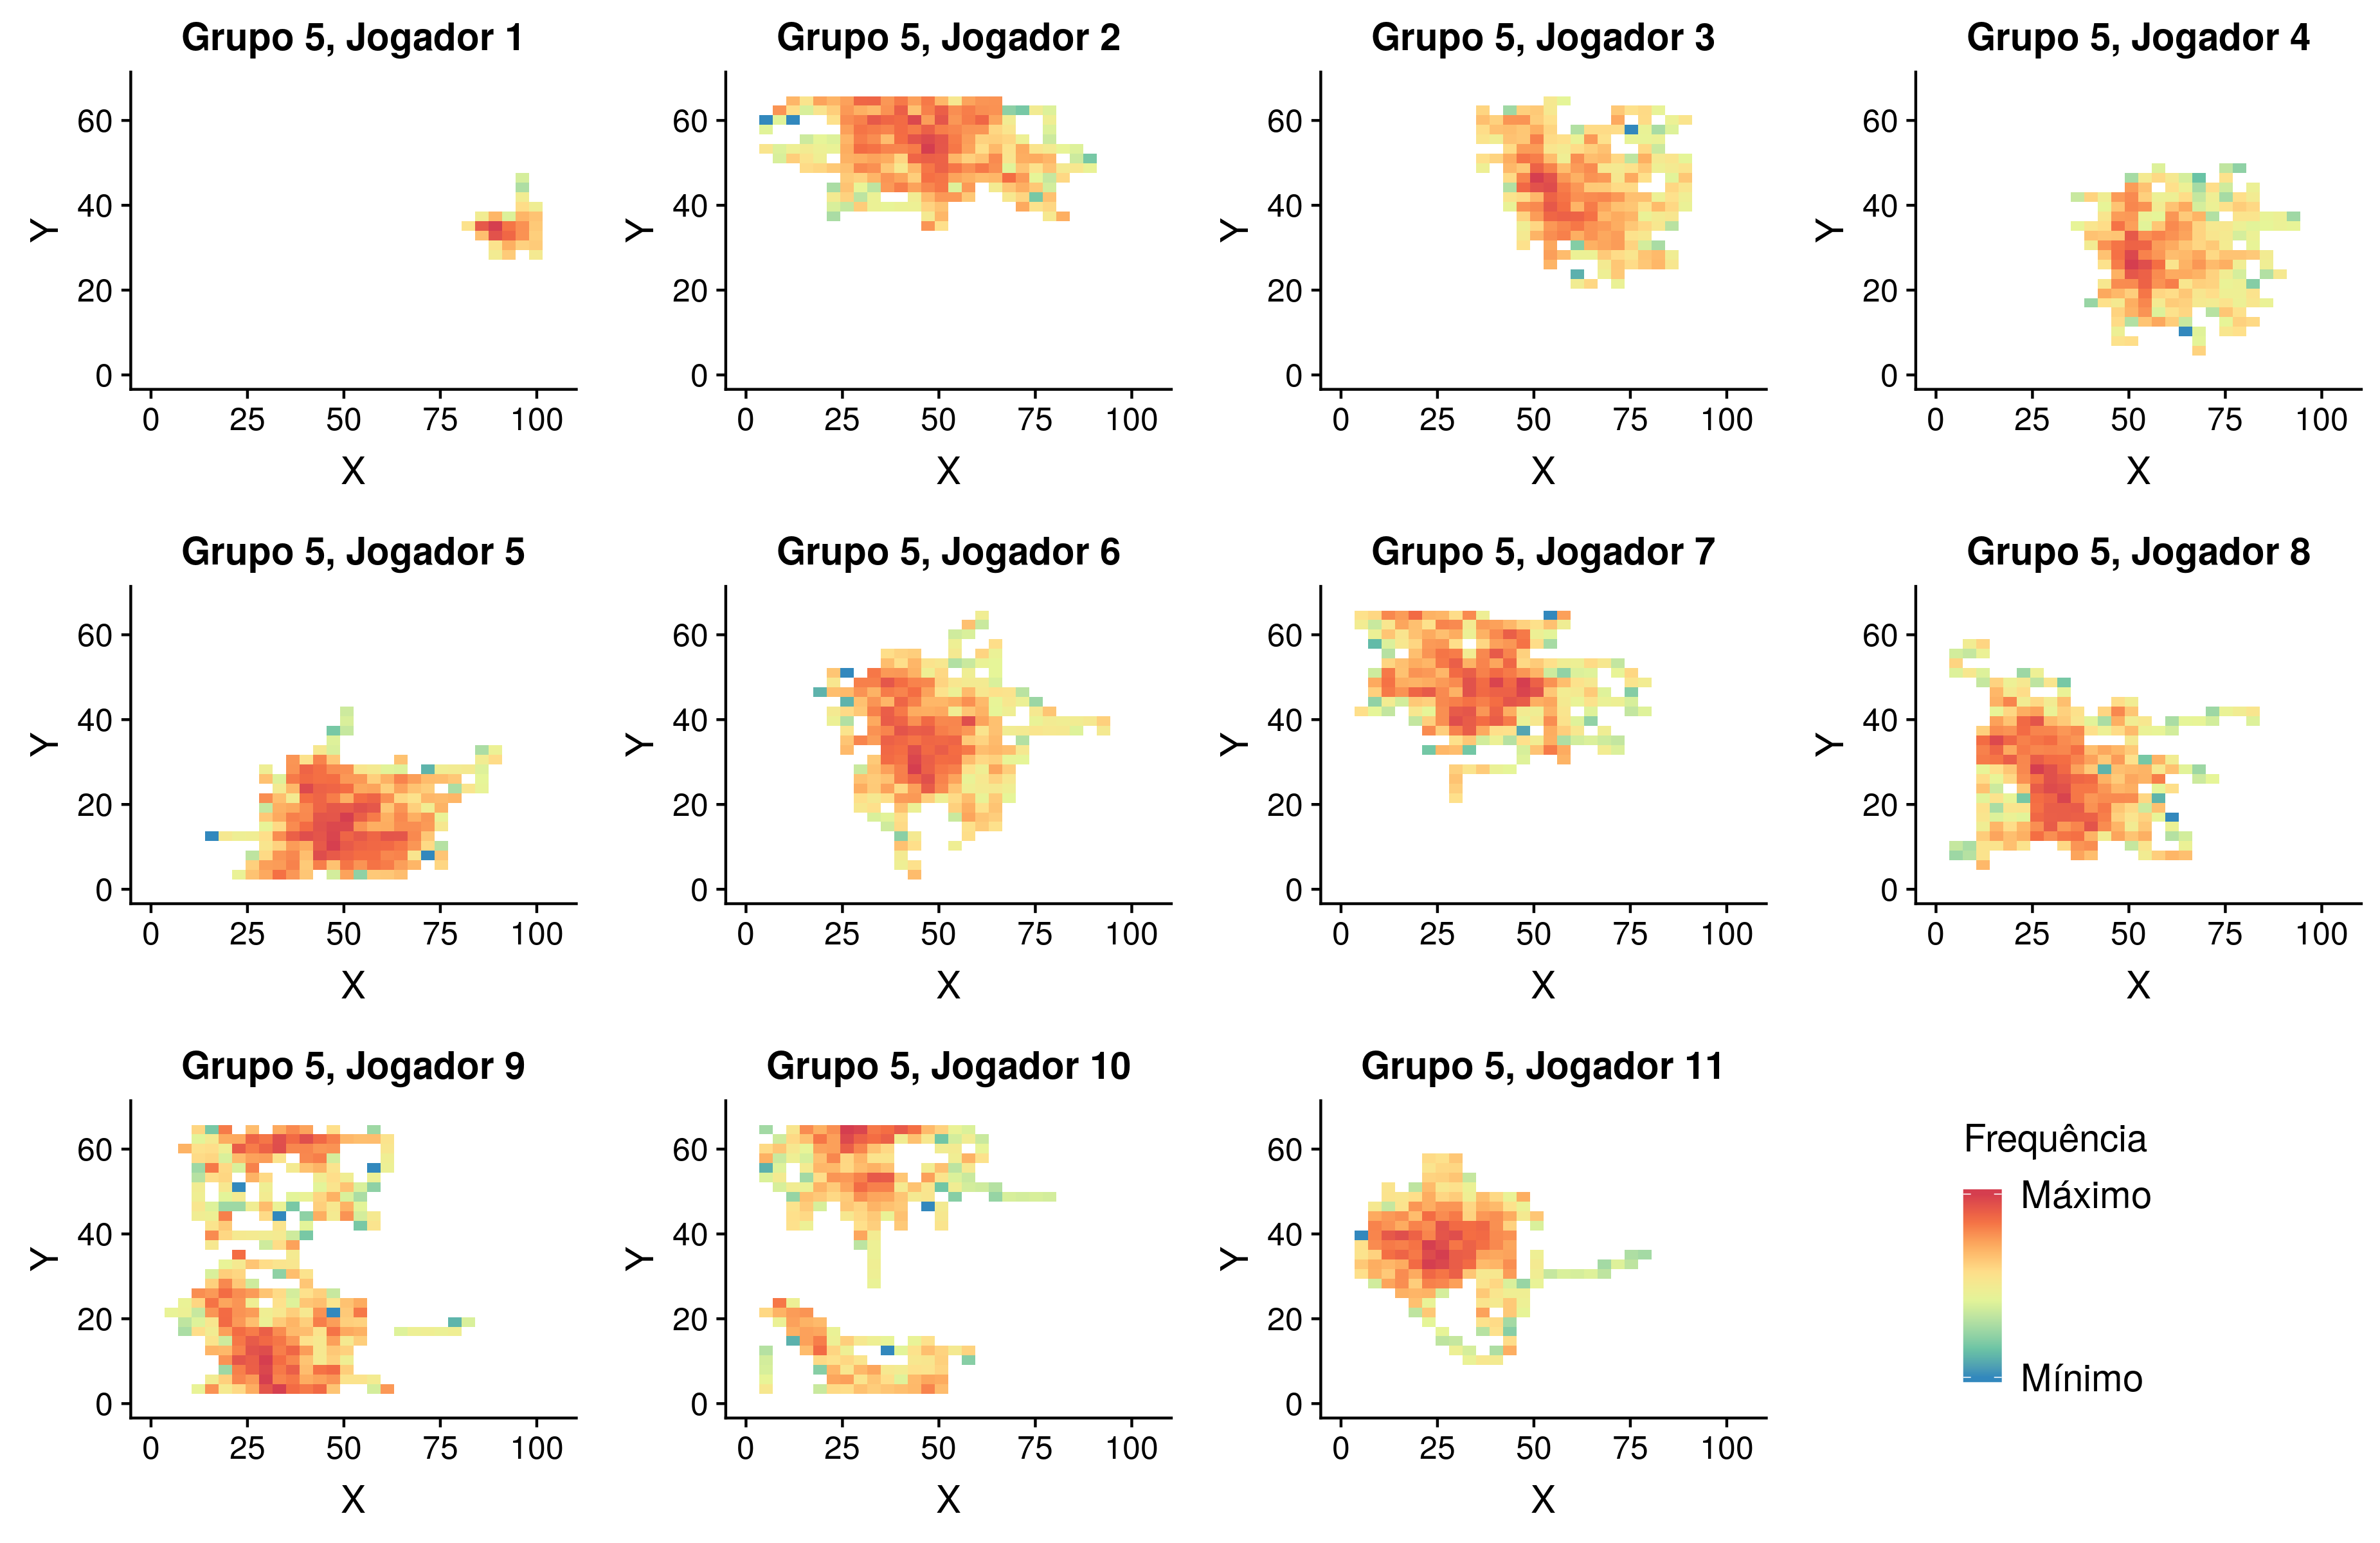 Grupo 5, Jogador 1
Y
60
40
20
0
0 25 50 75 100
X
Grupo 5, Jogador 2
Y
60
40
20
0
0 25 50 75 100
X
Grupo 5, Jogador 3
Y
60
40
20
0
0 25 50 75 100
X
Grupo 5, Jogador 4
Y
60
40
20
0
0 25 50 75 100
X
Grupo 5, Jogador 5
Y
60
40
20
0
0 25 50 75 100
X
Grupo 5, Jogador 6
Y
60
40
20
0
0 25 50 75 100
X
Grupo 5, Jogador 7
Y
60
40
20
0
0 25 50 75 100
X
Grupo 5, Jogador 8
Y
60
40
20
0
0 25 50 75 100
X
Grupo 5, Jogador 9
Y
60
40
20
0
0 25 50 75 100
X
Grupo 5, Jogador 10
Y
60
40
20
0
0 25 50 75 100
X
Grupo 5, Jogador 11
Y
60
40
20
0
0 25 50 75 100
X
Frequência
Máximo
Mínimo